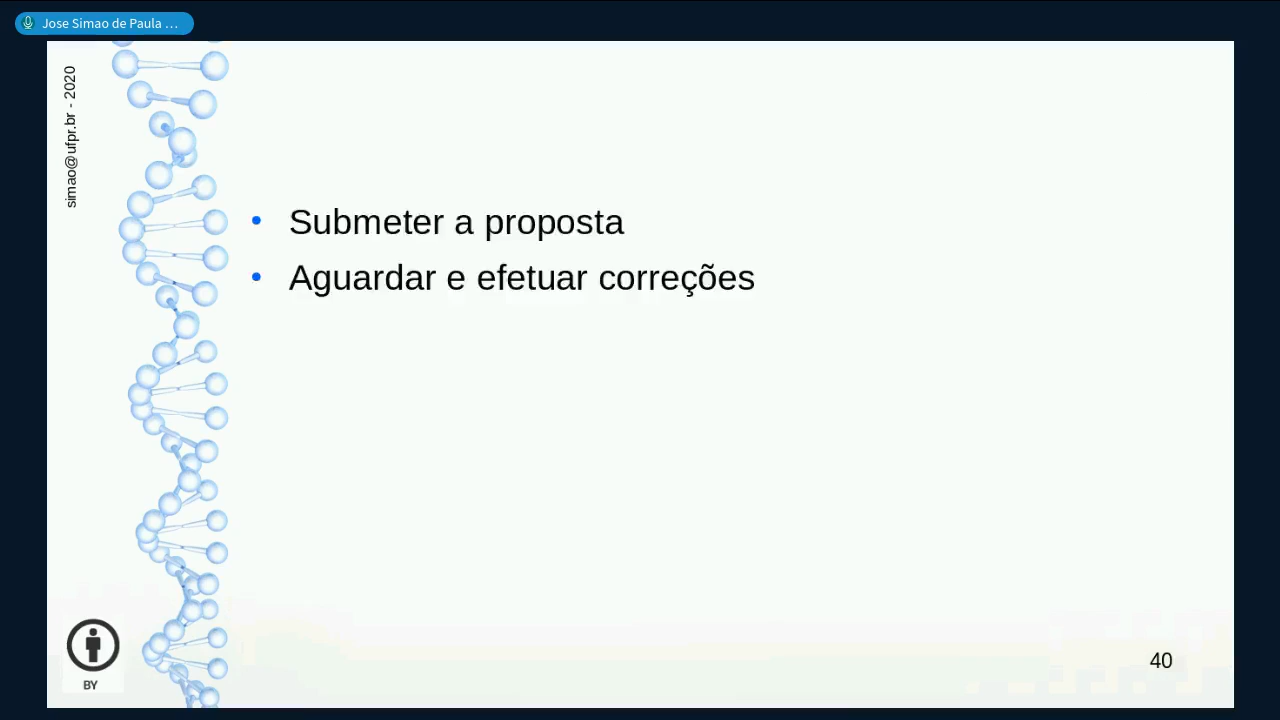 Jose Simao de Paula …
simao@ufpr.br - 2020
• Submeter a proposta
• Aguardar e efetuar correções
BY
40